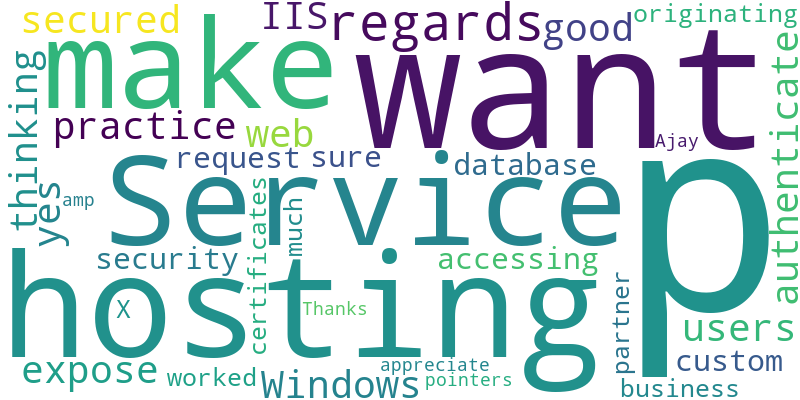 secured
IIS
regards
good
originating
make
want
thinking
practice
web
Ajay
authenticate
request
sure
database
Service
p
yes
amp
security
certificates
much
accessing
hosting
X
Thanks
partner
users
expose
worked
Windows
appreciate
pointers
custom
business